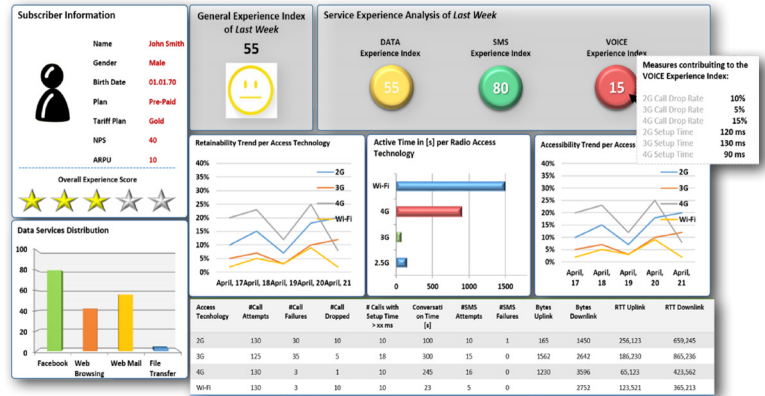 Subscriber Information
Name John Smith
Gender Male
Birth Date 01.01.70
Plan Pre-Paid
Tariff Plan Gold
NPS 40
ARPU 10
Overall Experience Score
General Experience Index
of Last Week
55
Service Experience Analysis of Last Week
DATA
Experience Index
55
SMS
Experience Index
80
VOICE
Experience Index
15
Measures contribuiting to the
VOICE Experience Index:
2G Call Drop Rate 10%
3G Call Drop Rate 5%
4G Call Drop Rate 15%
2G Setup Time 120 ms
3G Setup Time 130 ms
4G Setup Time 90 ms
Data Services Distribution
100
80
60
40
20
0
Facebook Web Browsing Web Mail File Transfer
Retainability Trend per Access Technology
40%
35%
30%
25%
20%
15%
10%
5%
0%
2G
3G
4G
Wi-Fi
April, 17 April, 18 April, 19 April, 20 April, 21
Active Time in [s] per Radio Access
Technology
Wi-Fi
4G
3G
2.5G
0 500 1000 1500
Accessibility Trend per Access
40%
35%
30%
25%
20%
15%
10%
5%
0%
2G
3G
4G
Wi-Fi
April, 17 April, 18 April, 19 April, 20 April, 21
Access Tecnhology #Call Attempts #Call Failures #Call Dropped # Calls with Setup Time > xx ms Conversati on Time [s] #SMS Attempts #SMS Failures Bytes Uplink Bytes Downlink RTT Uplink RTT Downlink
2G 130 30 10 10 100 10 1 165 1450 256,123 659,245
3G 125 35 5 18 300 15 0 1562 2642 186,230 865,236
4G 130 3 1 10 245 16 0 1230 3596 65,123 423,562
Wi-Fi 130 3 10 10 23 5 0 2752 123,521 365,213